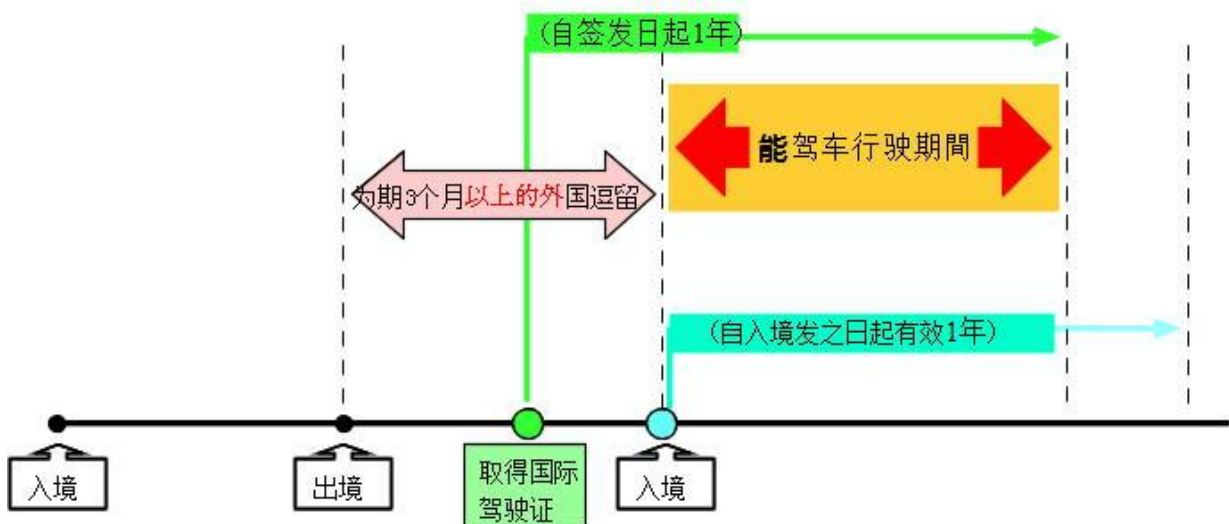 (自签发日起1年)
能驾车行驶期間
为期3个月以上的外国逗留
(自入境发之日起有效1年)
入境
出境
取得国际
驾驶证
入境